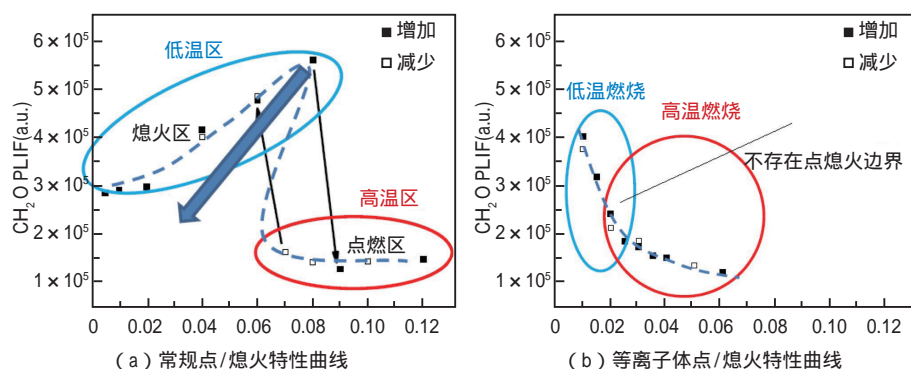 CH₂O PLIF(a.u.)
6×10⁵
5×10⁵
4×10⁵
3×10⁵
2×10⁵
1×10⁵
低温区
■ 增加
□ 减少
熄火区
高温区
点燃区
0 0.02 0.04 0.06 0.08 0.10 0.12
（a）常规点/熄火特性曲线
CH₂O PLIF(a.u.)
6×10⁵
5×10⁵
4×10⁵
3×10⁵
2×10⁵
1×10⁵
■ 增加
□ 减少
低温燃烧
高温燃烧
不存在点熄火边界
0 0.02 0.04 0.06 0.08 0.10
（b）等离子体点/熄火特性曲线